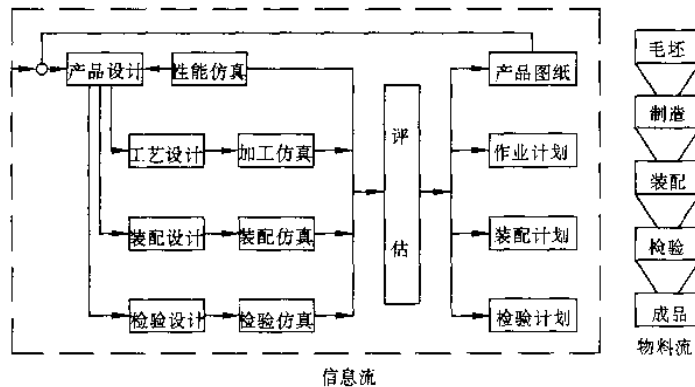 产品设计
性能仿真
产品图纸
毛坯
工艺设计
加工仿真
评
估
作业计划
制造
装配设计
装配仿真
装配计划
装配
检验设计
检验仿真
检验计划
检验
成品
物料流
信息流